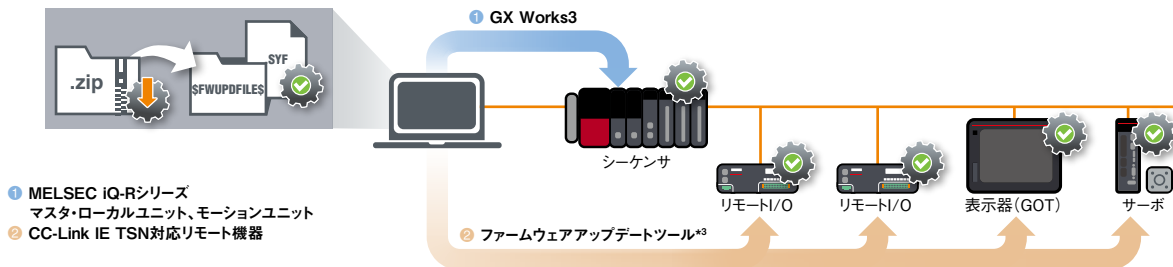 ① GX Works3
.zip
$FWUPDFILE$
SYF
シーケンサ
リモートI/O
リモートI/O
表示器(GOT)
サーボ
① MELSEC iQ-Rシリーズ
マスタ・ローカルユニット、モーションユニット
② CC-Link IE TSN対応リモート機器
② ファームウェアアップデートツール*3